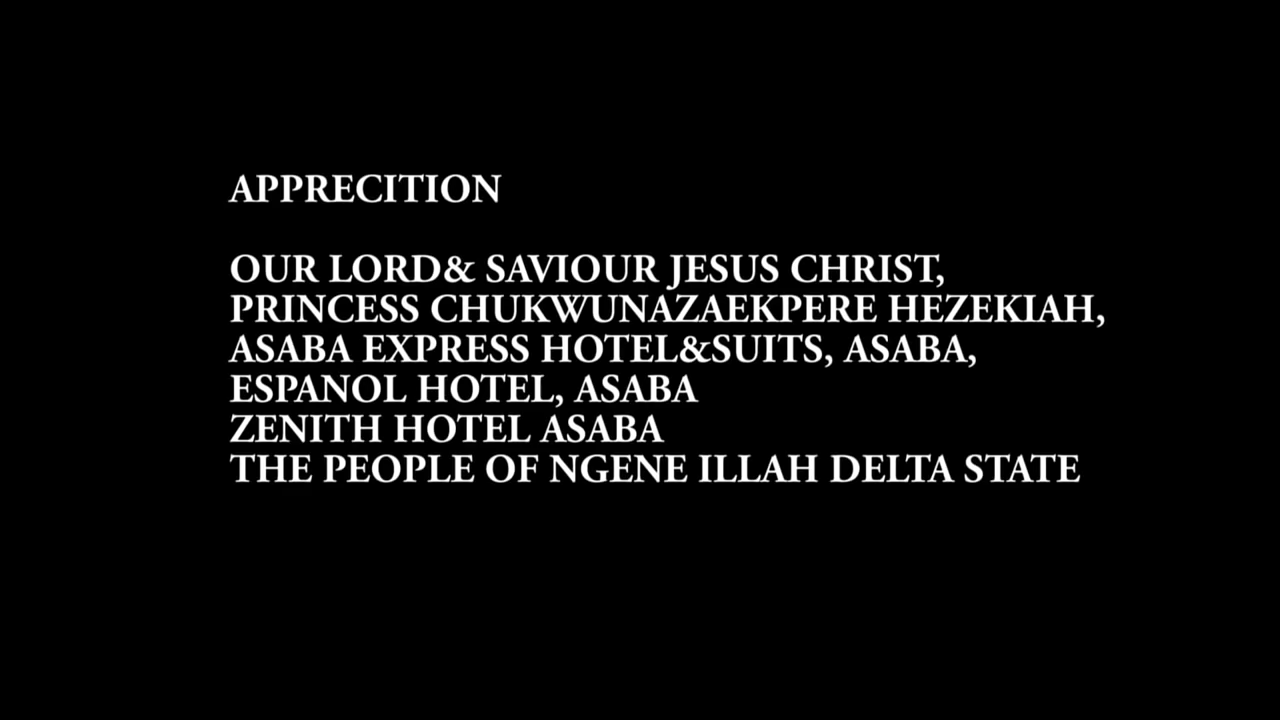 APPRECITION
OUR LORD& SAVIOUR JESUS CHRIST,
PRINCESS CHUKWUNAZAEKPERE HEZEKIAH,
ASABA EXPRESS HOTEL&SUITS, ASABA,
ESPANOL HOTEL, ASABA
ZENITH HOTEL ASABA
THE PEOPLE OF NGENE ILLAH DELTA STATE